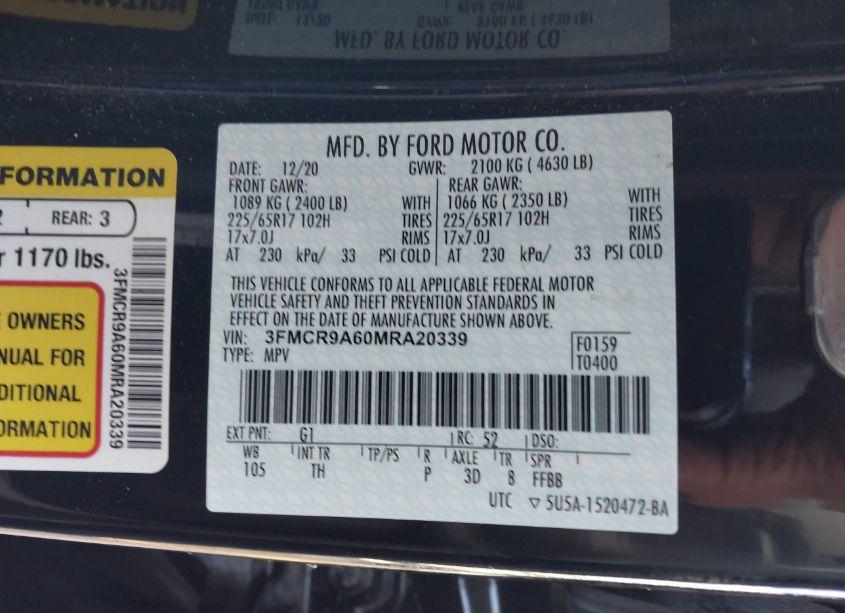 MFD. BY FORD MOTOR CO.
DATE: 12/20 GVWR: 2100 KG ( 4630 LB)
FRONT GAWR: REAR GAWR:
1089 KG ( 2400 LB) WITH 1066 KG ( 2350 LB) WITH
225/65R17 102H TIRES 225/65R17 102H TIRES
17x7.0J RIMS 17x7.0J RIMS
AT 230 kPa/ 33 PSI COLD AT 230 kPa/ 33 PSI COLD
THIS VEHICLE CONFORMS TO ALL APPLICABLE FEDERAL MOTOR
VEHICLE SAFETY AND THEFT PREVENTION STANDARDS IN
EFFECT ON THE DATE OF MANUFACTURE SHOWN ABOVE.
VIN: 3FMCR9A60MRA20339 F0159
TYPE: MPV T0400
EXT PNT: G1 RC: 52 DSO:
WB INT TR TP/PS R AXLE TR SPR
105 TH P 3D 8 FFBB
UTC ▽ 5U5A-1520472-BA
FORMATION
2 REAR: 3
r 1170 lbs.
E OWNERS
NUAL FOR
DITIONAL
ORMATION
3FMCR9A60MRA20339